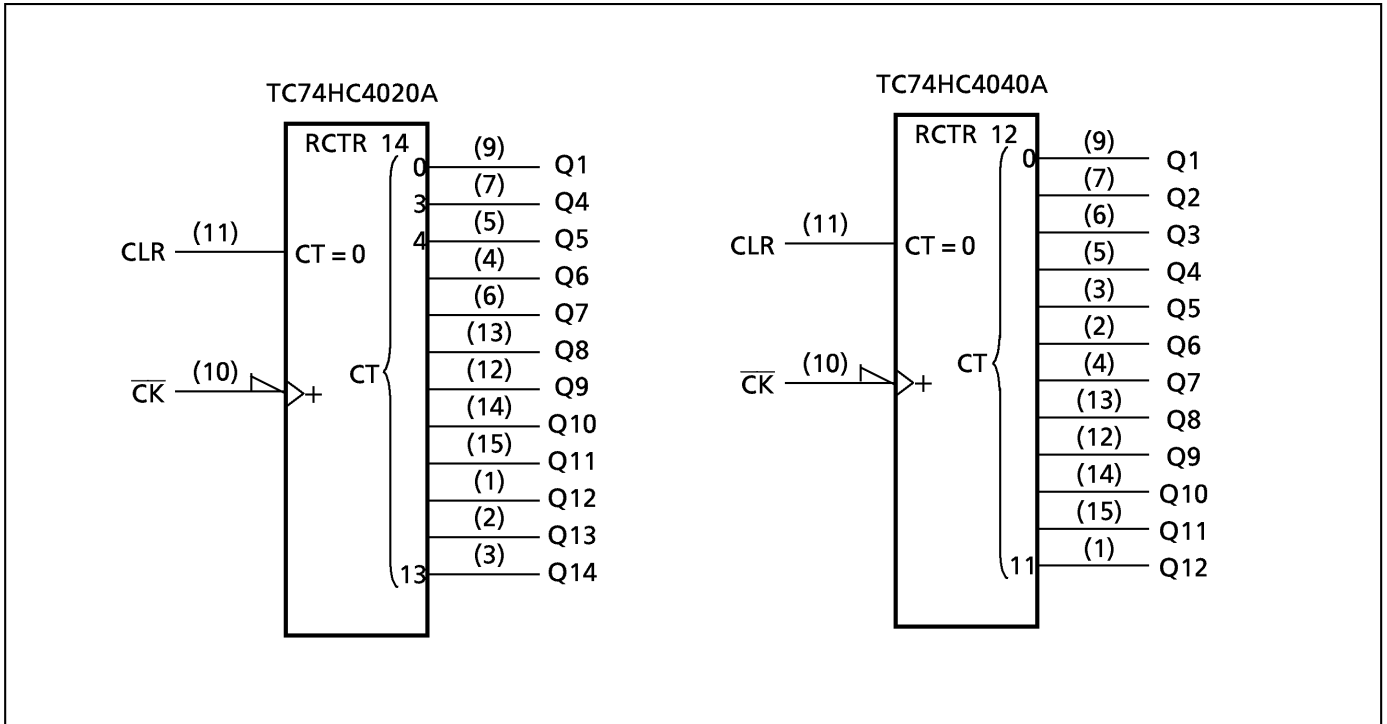 TC74HC4020A
RCTR 14
0 (9) Q1
3 (7) Q4
4 (5) Q5
(4) Q6
(6) Q7
(13) Q8
(12) Q9
(14) Q10
(15) Q11
(1) Q12
(2) Q13
13 (3) Q14
CLR (11) CT = 0
CK (10) +
CT
TC74HC4040A
RCTR 12
0 (9) Q1
(7) Q2
(6) Q3
(5) Q4
(3) Q5
(2) Q6
(4) Q7
(13) Q8
(12) Q9
(14) Q10
(15) Q11
11 (1) Q12
CLR (11) CT = 0
CK (10) +
CT